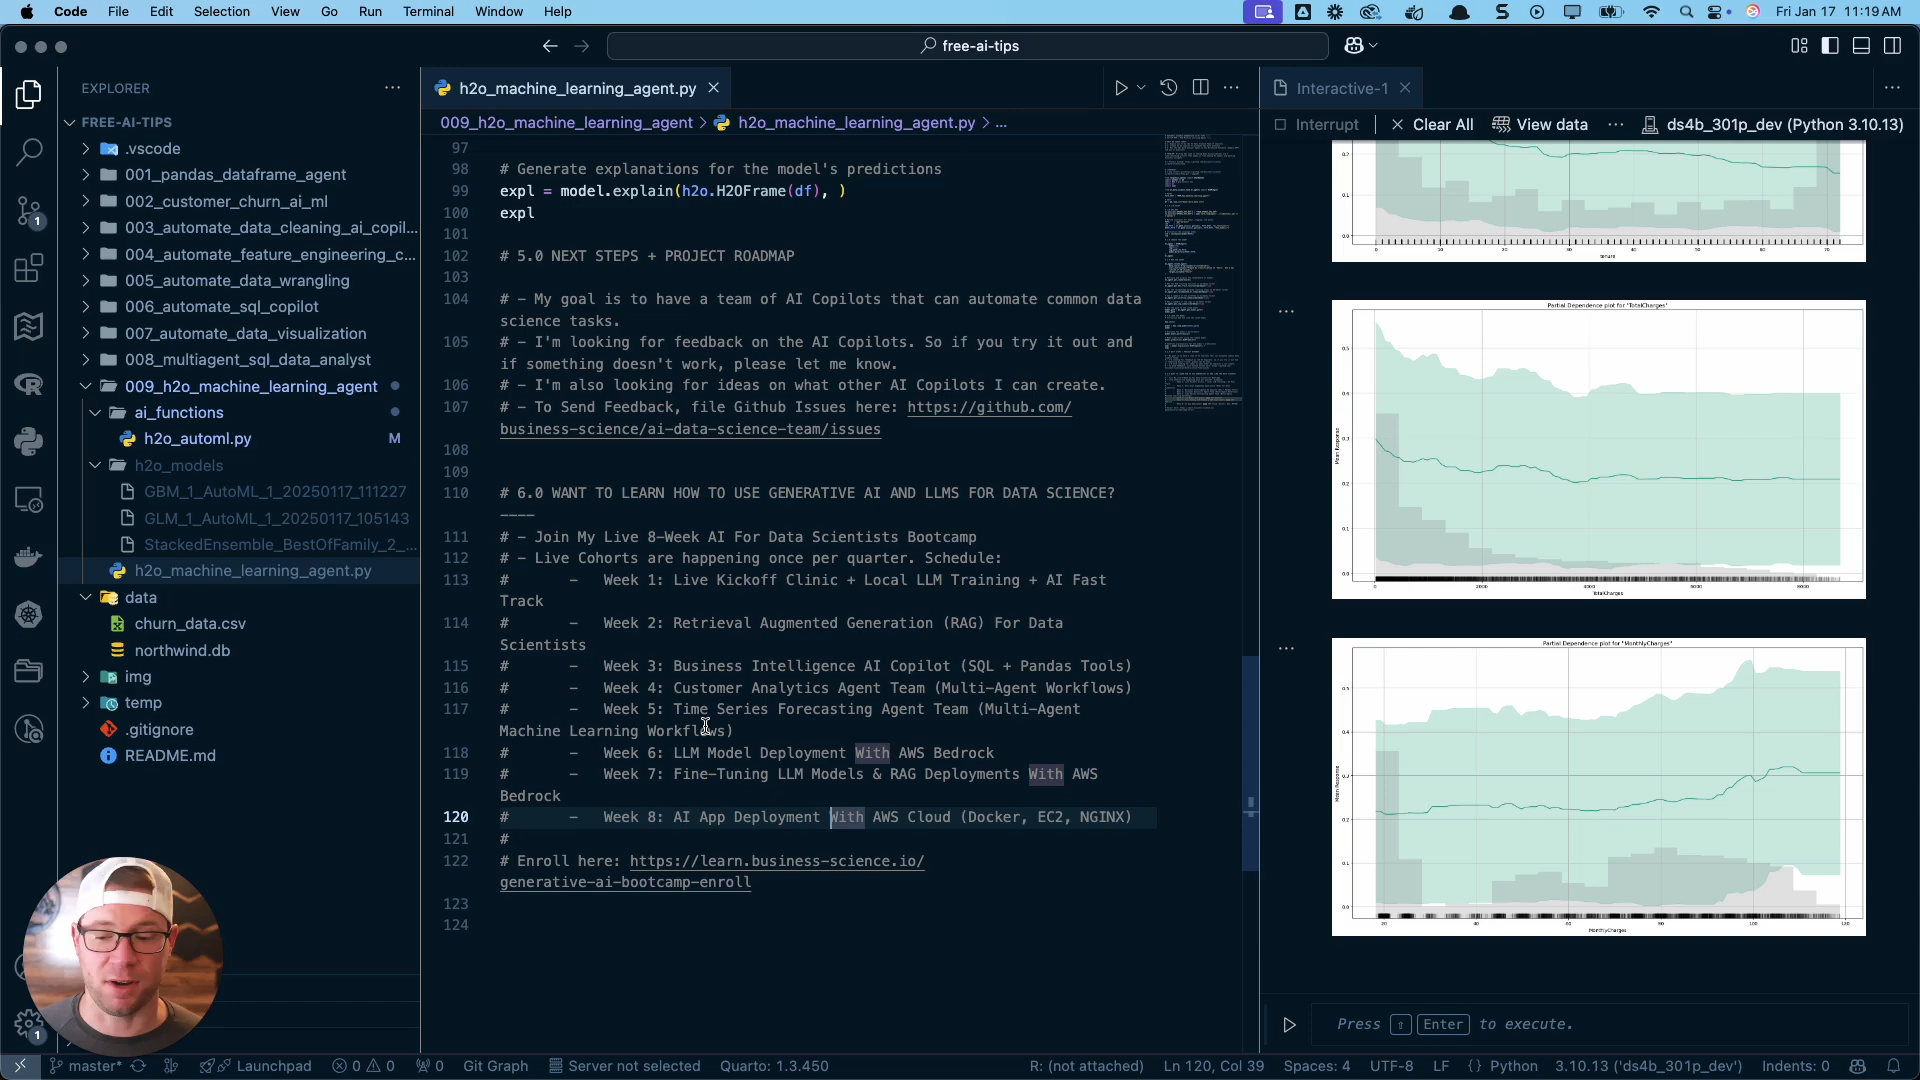 Code File Edit Selection View Go Run Terminal Window Help Fri Jan 17 11:19 AM
free-ai-tips
EXPLORER
FREE-AI-TIPS
.vscode
001_pandas_dataframe_agent
002_customer_churn_ai_ml
003_automate_data_cleaning_ai_copil...
004_automate_feature_engineering_c...
005_automate_data_wrangling
006_automate_sql_copilot
007_automate_data_visualization
008_multiagent_sql_data_analyst
009_h2o_machine_learning_agent
ai_functions
h2o_automl.py M
h2o_models
GBM_1_AutoML_1_20250117_111227
GLM_1_AutoML_1_20250117_105143
StackedEnsemble_BestOfFamily_2_...
h2o_machine_learning_agent.py
data
churn_data.csv
northwind.db
img
temp
.gitignore
README.md
h2o_machine_learning_agent.py
009_h2o_machine_learning_agent > h2o_machine_learning_agent.py > ...
97
98 # Generate explanations for the model's predictions
99 expl = model.explain(h2o.H2OFrame(df), )
100 expl
101
102 # 5.0 NEXT STEPS + PROJECT ROADMAP
103
104 # - My goal is to have a team of AI Copilots that can automate common data
science tasks.
105 # - I'm looking for feedback on the AI Copilots. So if you try it out and
if something doesn't work, please let me know.
106 # - I'm also looking for ideas on what other AI Copilots I can create.
107 # - To Send Feedback, file Github Issues here: https://github.com/
business-science/ai-data-science-team/issues
108
109
110 # 6.0 WANT TO LEARN HOW TO USE GENERATIVE AI AND LLMS FOR DATA SCIENCE?
----
111 # - Join My Live 8-Week AI For Data Scientists Bootcamp
112 # - Live Cohorts are happening once per quarter. Schedule:
113 # - Week 1: Live Kickoff Clinic + Local LLM Training + AI Fast
Track
114 # - Week 2: Retrieval Augmented Generation (RAG) For Data
Scientists
115 # - Week 3: Business Intelligence AI Copilot (SQL + Pandas Tools)
116 # - Week 4: Customer Analytics Agent Team (Multi-Agent Workflows)
117 # - Week 5: Time Series Forecasting Agent Team (Multi-Agent
Machine Learning Workflows)
118 # - Week 6: LLM Model Deployment With AWS Bedrock
119 # - Week 7: Fine-Tuning LLM Models & RAG Deployments With AWS
Bedrock
120 # - Week 8: AI App Deployment With AWS Cloud (Docker, EC2, NGINX)
121 #
122 # Enroll here: https://learn.business-science.io/
generative-ai-bootcamp-enroll
123
124
Interactive-1
Interrupt Clear All View data ... ds4b_301p_dev (Python 3.10.13)
tenure
Partial Dependence plot for "TotalCharges"
Mean Response
TotalCharges
Partial Dependence plot for "MonthlyCharges"
Mean Response
MonthlyCharges
Press ⇧ Enter to execute.
master* Launchpad 0 0 0 Git Graph Server not selected Quarto: 1.3.450 R: (not attached) Ln 120, Col 39 Spaces: 4 UTF-8 LF {} Python 3.10.13 ('ds4b_301p_dev') Indents: 0